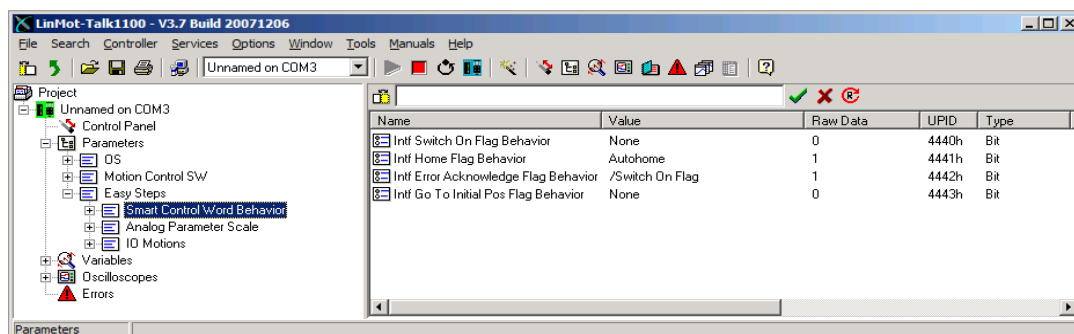 LinMot-Talk1100 - V3.7 Build 20071206
File Search Controller Services Options Window Tools Manuals Help
Unnamed on COM3
Project
Unnamed on COM3
Control Panel
Parameters
OS
Motion Control SW
Easy Steps
Smart Control Word Behavior
Analog Parameter Scale
IO Motions
Variables
Oscilloscopes
Errors
Name Value Raw Data UPID Type
Intf Switch On Flag Behavior None 0 4440h Bit
Intf Home Flag Behavior Autohome 1 4441h Bit
Intf Error Acknowledge Flag Behavior /Switch On Flag 1 4442h Bit
Intf Go To Initial Pos Flag Behavior None 0 4443h Bit
Parameters